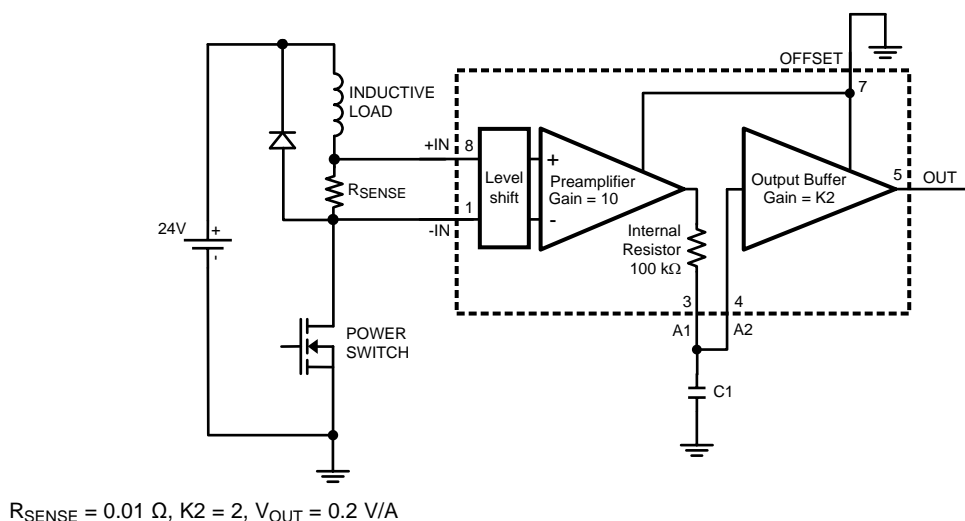 OFFSET
7
INDUCTIVE
LOAD
+IN
8
Level
shift
+
-
Preamplifier
Gain = 10
Output Buffer
Gain = K2
5
OUT
RSENSE
1
-IN
24V
+
-
Internal
Resistor
100 kΩ
3
4
A1
A2
POWER
SWITCH
C1
RSENSE = 0.01 Ω, K2 = 2, VOUT = 0.2 V/A